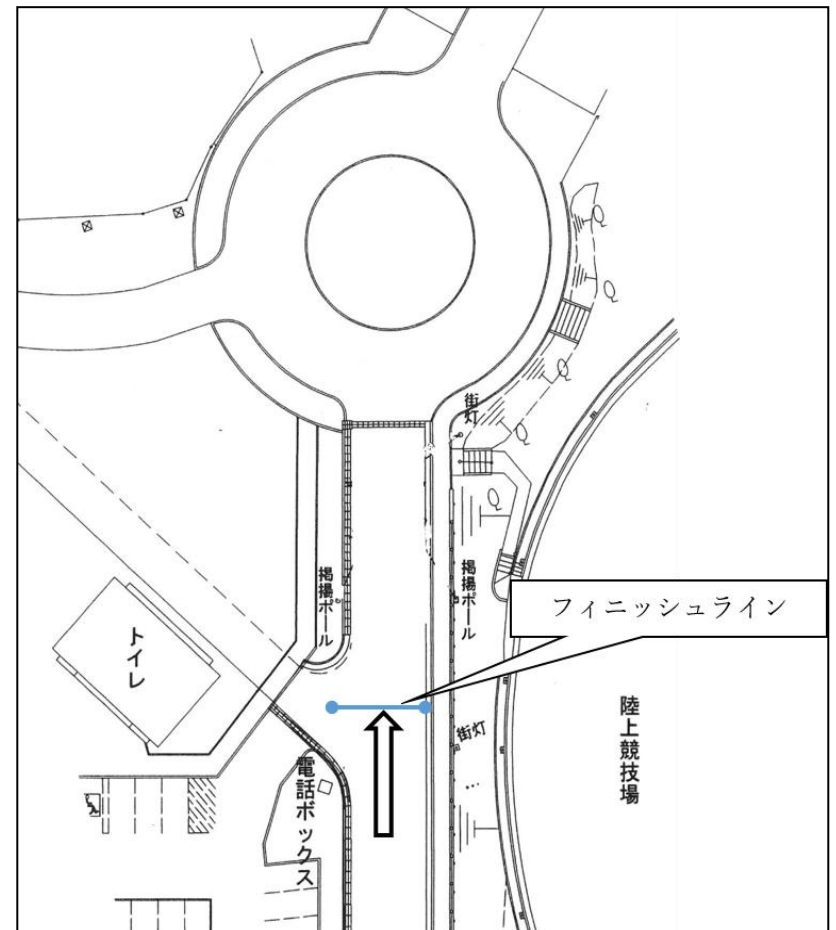 街灯
掲揚ポール
掲揚ポール
フィニッシュライン
トイレ
陸上競技場
街灯
電話ボックス